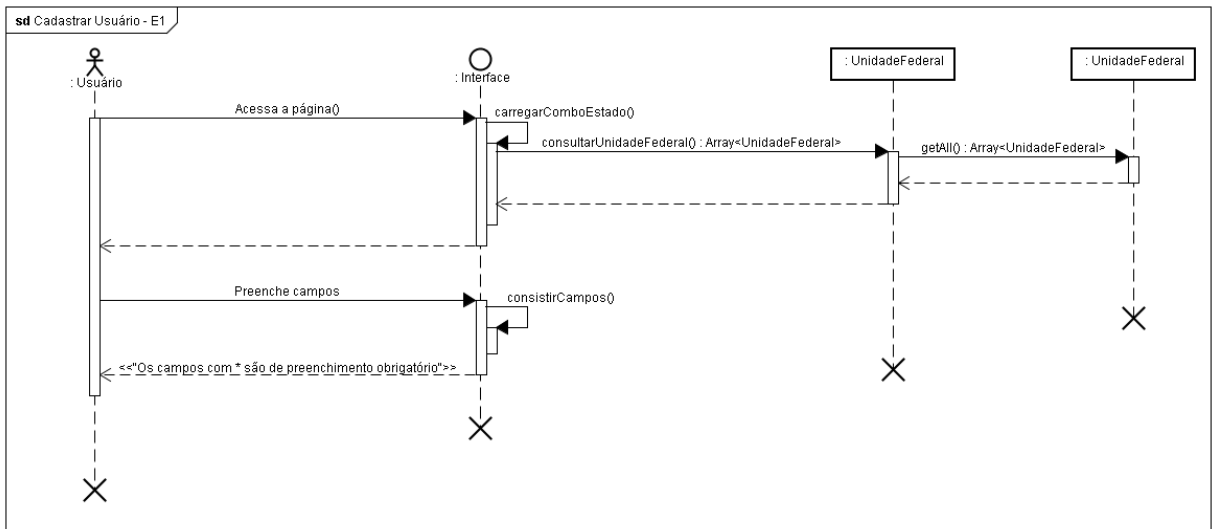 sd Cadastrar Usuário - E1
: Usuário
: Interface
: UnidadeFederal
: UnidadeFederal
Acessa a página()
carregarComboEstado()
consultarUnidadeFederal() : Array<UnidadeFederal>
getAll() : Array<UnidadeFederal>
Preenche campos
consistirCampos()
<<"Os campos com * são de preenchimento obrigatório">>